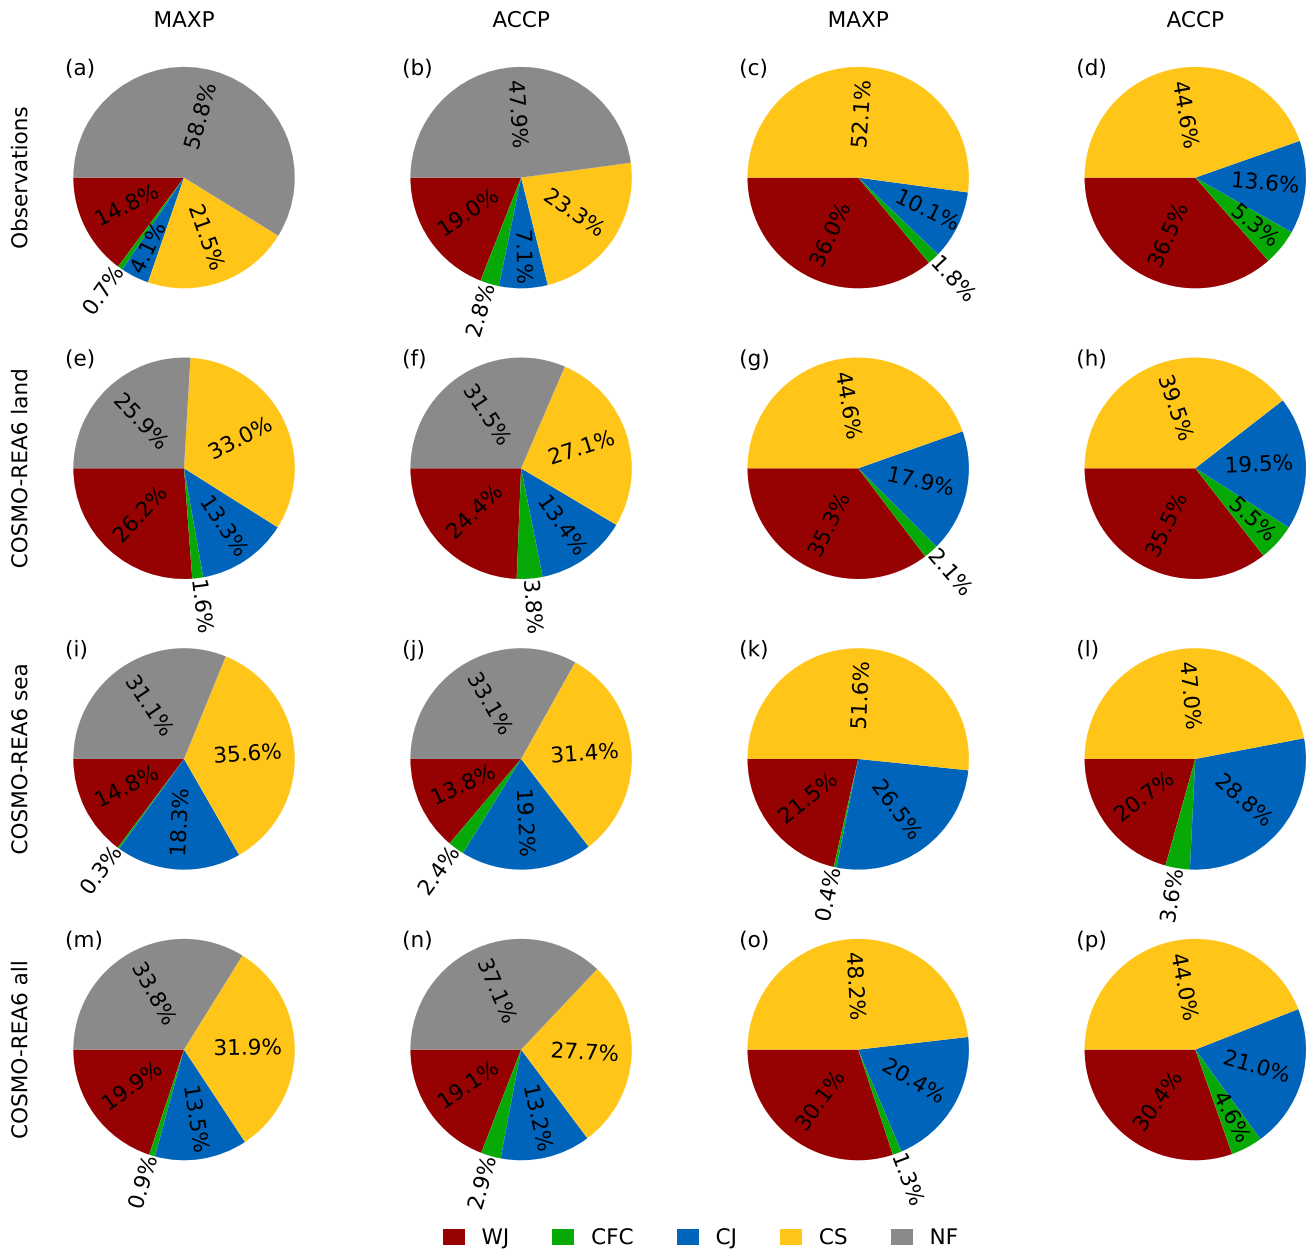 MAXP ACCP MAXP ACCP
Observations
(a) 58.8% 14.8% 0.7% 4.1% 21.5%
(b) 47.9% 19.0% 2.8% 7.1% 23.3%
(c) 52.1% 36.0% 1.8% 10.1%
(d) 44.6% 36.5% 5.3% 13.6%
COSMO-REA6 land
(e) 25.9% 26.2% 1.6% 13.3% 33.0%
(f) 31.5% 24.4% 3.8% 13.4% 27.1%
(g) 44.6% 35.3% 2.1% 17.9%
(h) 39.5% 35.5% 5.5% 19.5%
COSMO-REA6 sea
(i) 31.1% 14.8% 0.3% 18.3% 35.6%
(j) 33.1% 13.8% 2.4% 19.2% 31.4%
(k) 51.6% 21.5% 0.4% 26.5%
(l) 47.0% 20.7% 3.6% 28.8%
COSMO-REA6 all
(m) 33.8% 19.9% 0.9% 13.5% 31.9%
(n) 37.1% 19.1% 2.9% 13.2% 27.7%
(o) 48.2% 30.1% 1.3% 20.4%
(p) 44.0% 30.4% 4.6% 21.0%
WJ CFC CJ CS NF